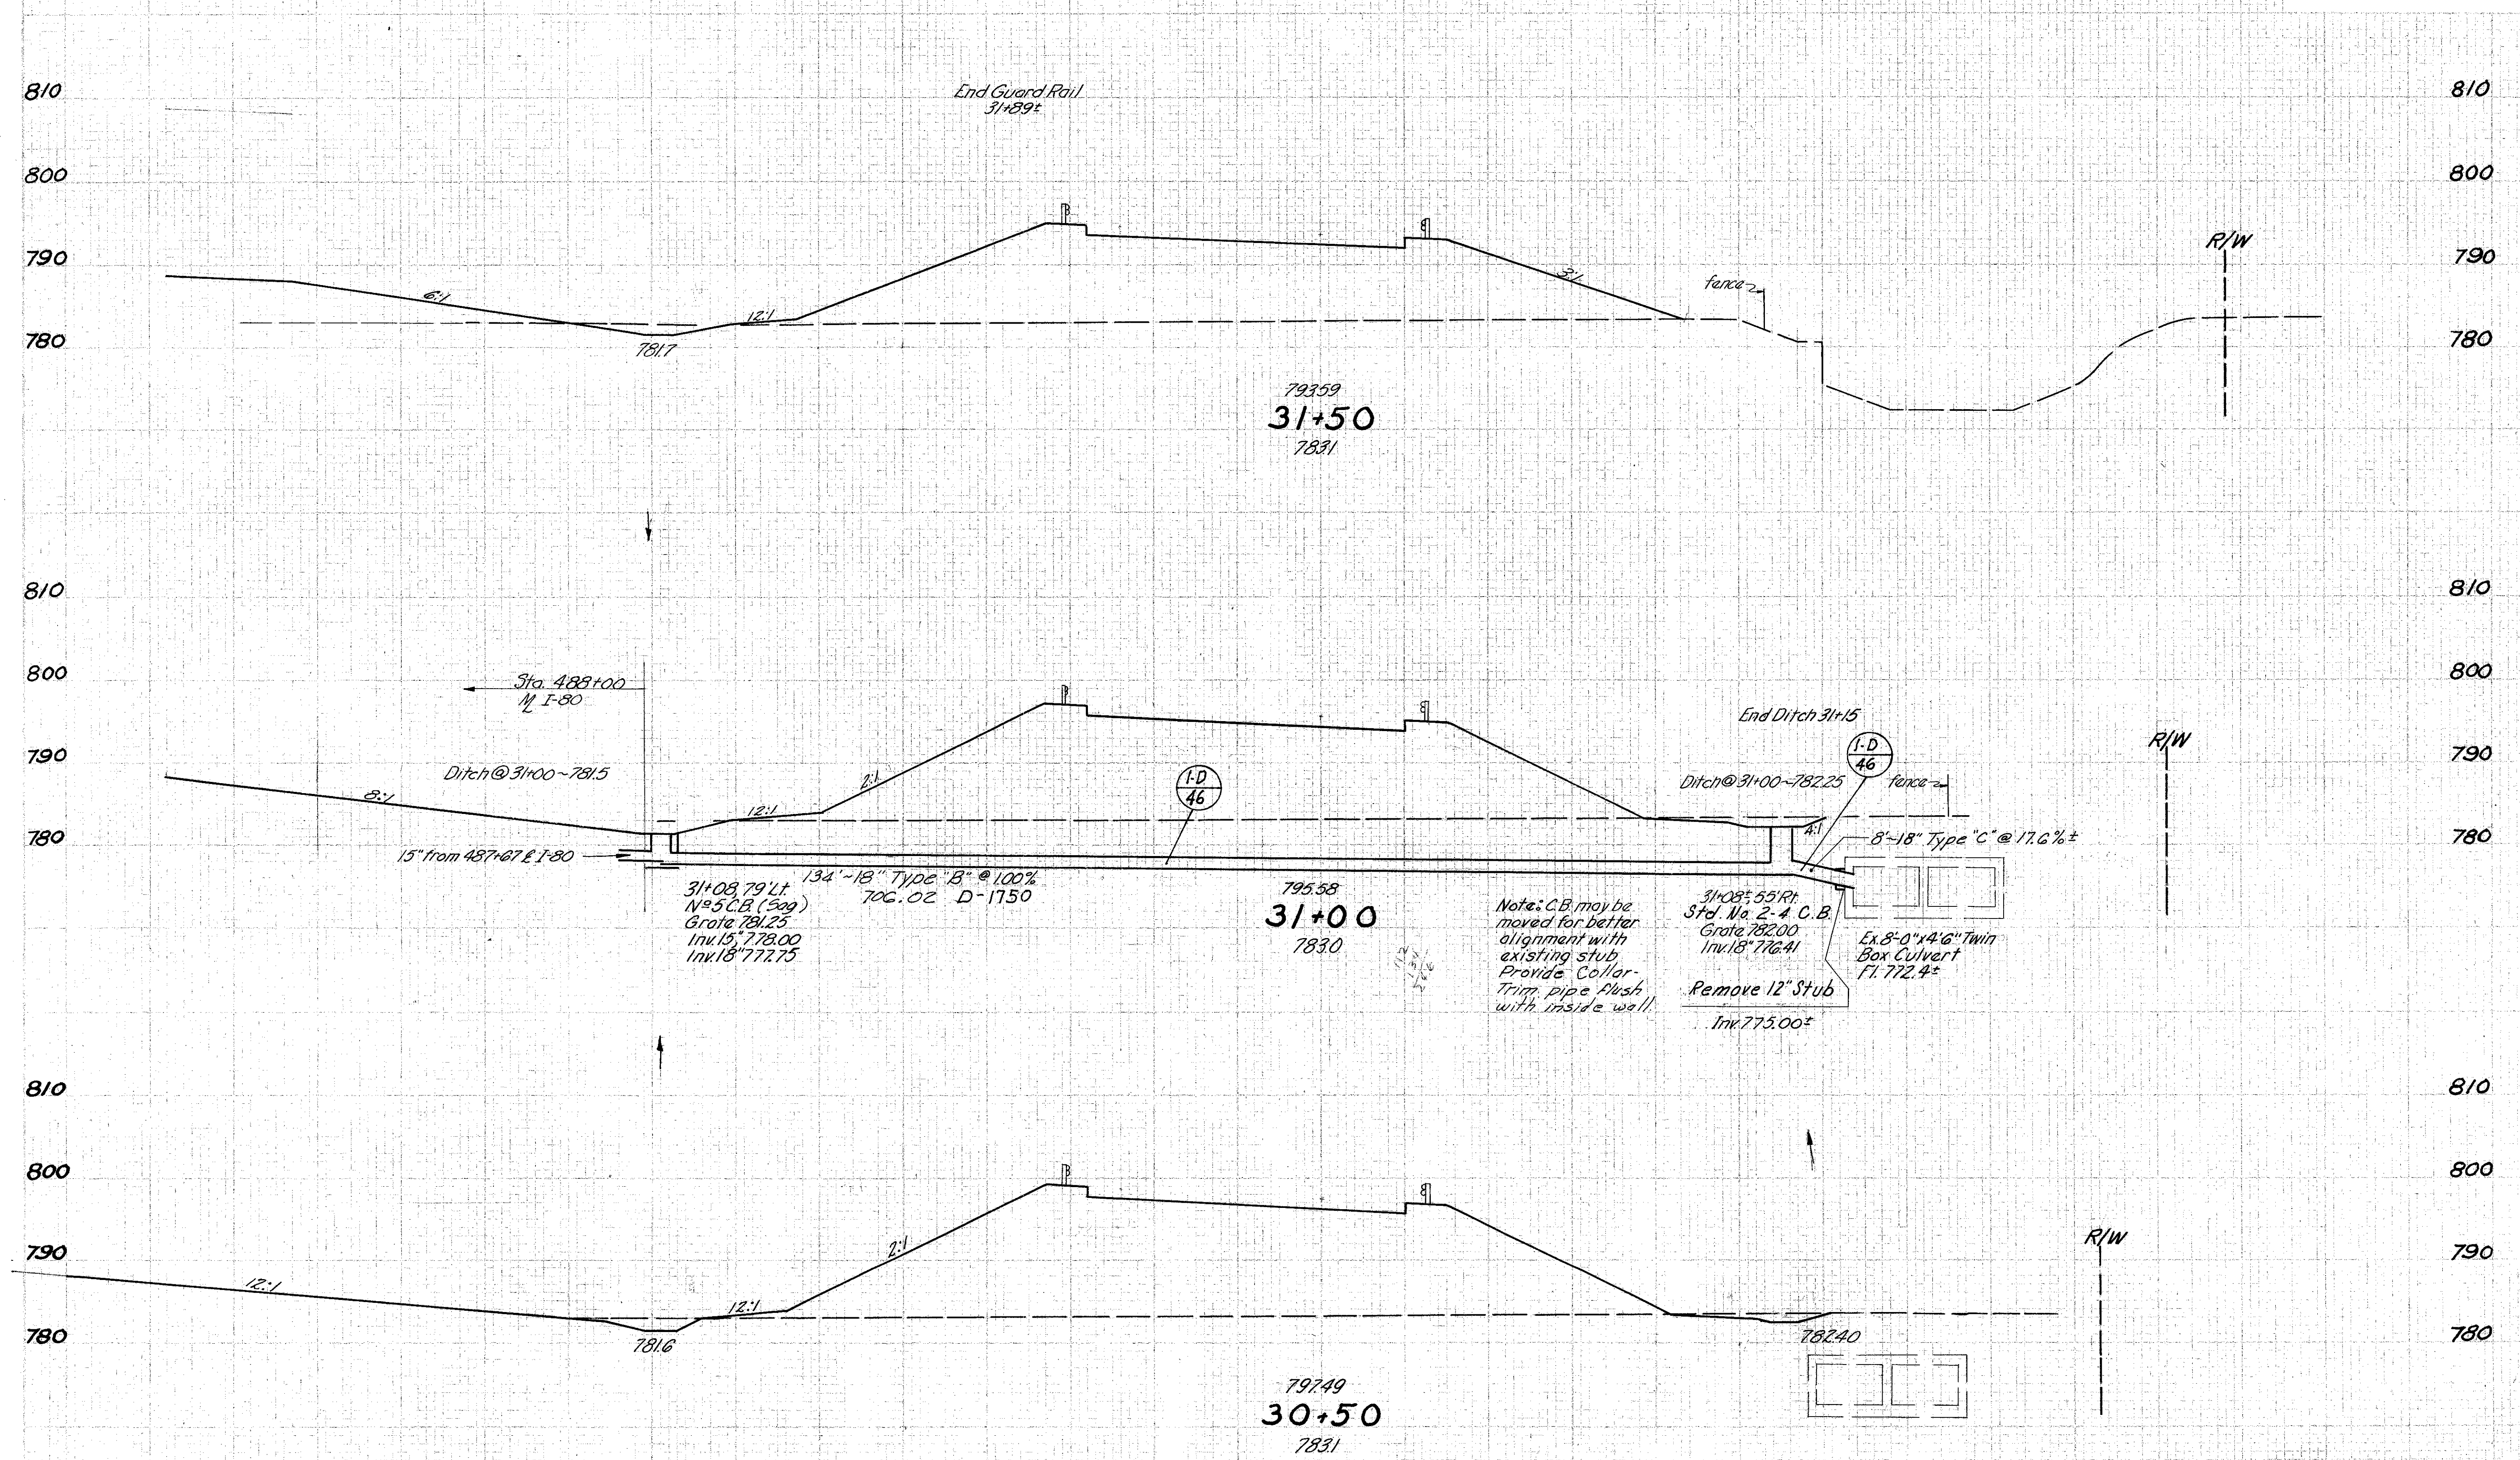 End Guard Rail
31+89±
810
810
800
800
790
790
780
780
R/W
6:1
12:1
3:1
fence
781.7
793.59
31+50
783.1
810
810
800
800
790
790
780
780
Sta. 488+00
I-80
Ditch @ 31+00~781.5
8:1
12:1
2:1
1-D
46
End Ditch 31+15
1-D
46
Ditch @ 31+00~782.25
fence
R/W
4:1
8'~18" Type "C" @ 17.6%±
15" from 487+67 ℄ I-80
134'~18" Type "B" @ 1.00%
706.02 D-1750
31+08, 79' Lt
Nº 5 C.B. (Sag)
Grate 781.25
Inv. 15" 778.00
Inv. 18" 777.75
795.58
31+00
783.0
Note: C.B. may be
moved for better
alignment with
existing stub
Provide Collar-
Trim pipe flush
with inside wall
31+08±, 55' Rt.
Std. No. 2-4 C.B.
Grate 782.00
Inv. 18" 776.41
Remove 12" Stub
Inv. 775.00±
Ex. 8'-0"x4'6" Twin
Box Culvert
Fl. 772.4±
810
810
800
800
790
790
780
780
12:1
12:1
2:1
R/W
781.6
782.40
797.49
30+50
783.1